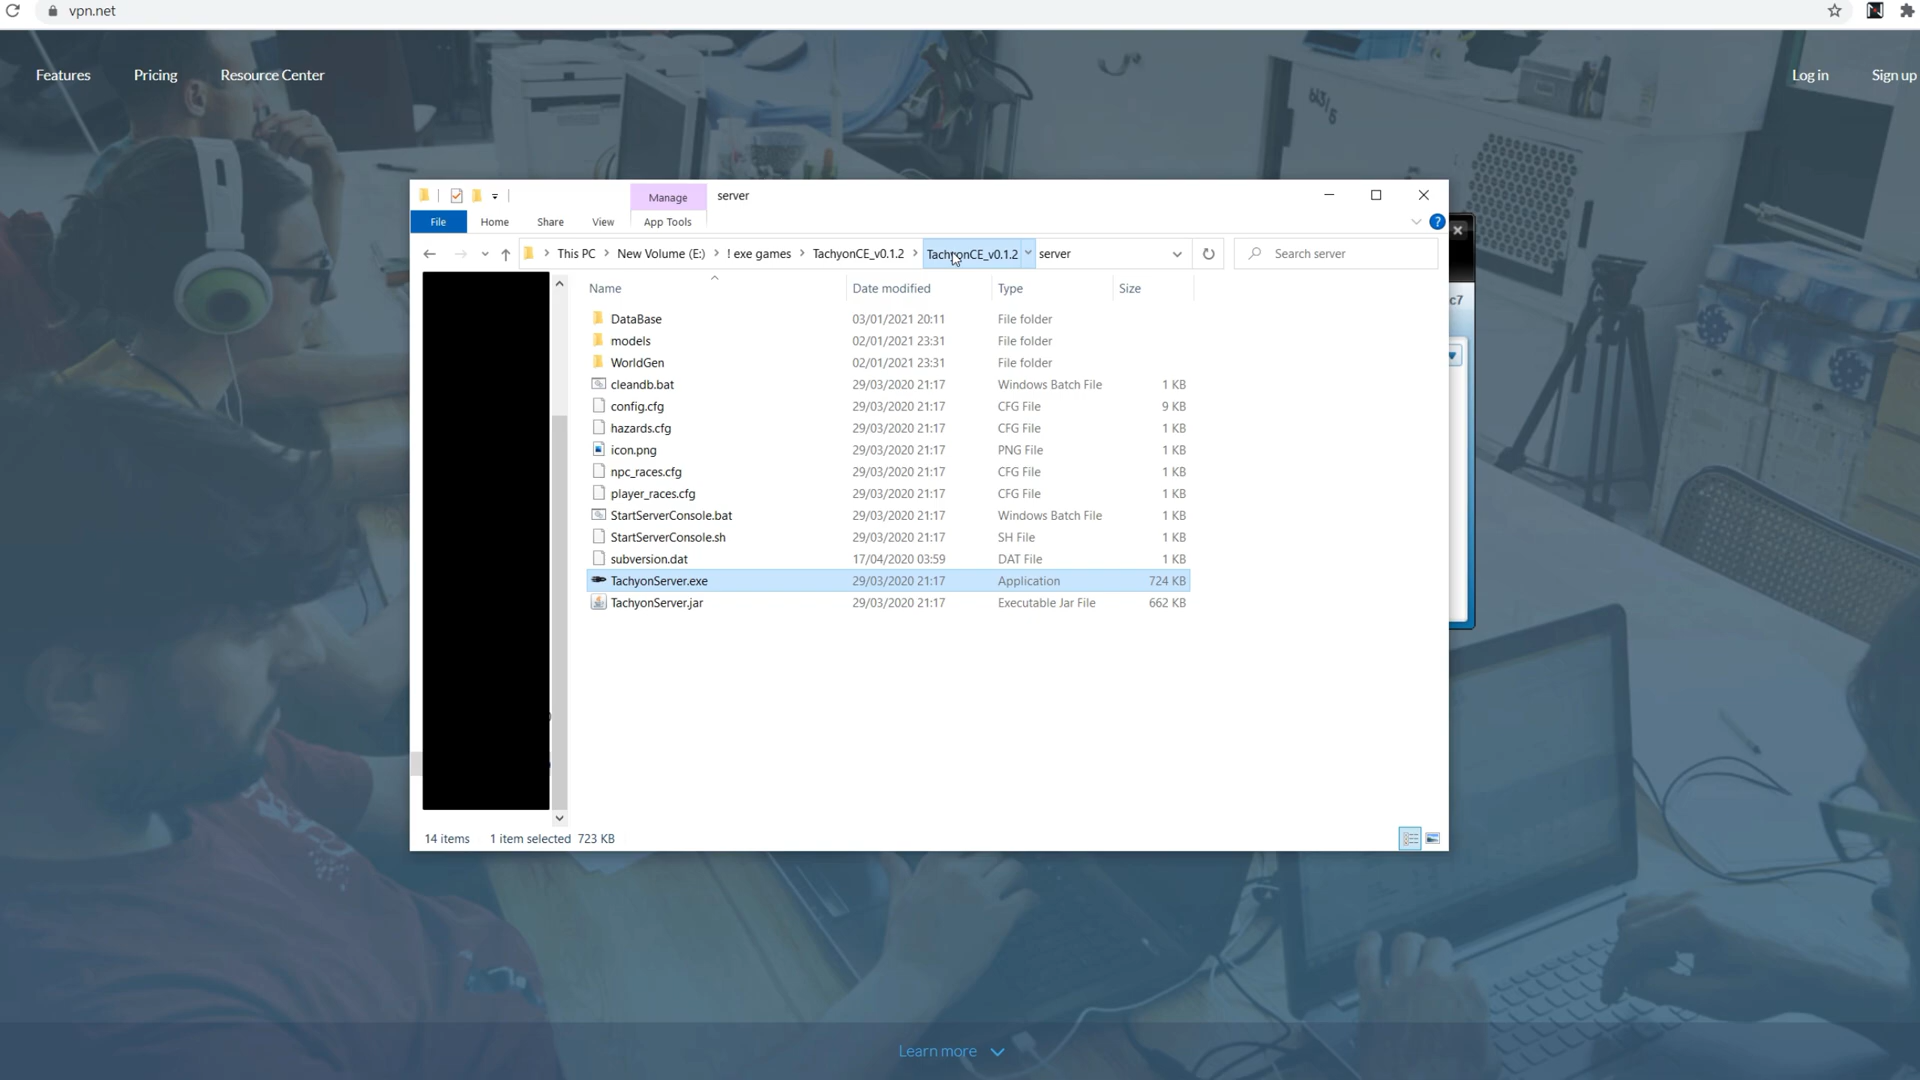 vpn.net
Features Pricing Resource Center
Log in Sign up
Manage server
File Home Share View App Tools
This PC New Volume (E:) ! exe games TachyonCE_v0.1.2 TachyonCE_v0.1.2 server
Search server
Name Date modified Type Size
DataBase 03/01/2021 20:11 File folder
models 02/01/2021 23:31 File folder
WorldGen 02/01/2021 23:31 File folder
cleandb.bat 29/03/2020 21:17 Windows Batch File 1 KB
config.cfg 29/03/2020 21:17 CFG File 9 KB
hazards.cfg 29/03/2020 21:17 CFG File 1 KB
icon.png 29/03/2020 21:17 PNG File 1 KB
npc_races.cfg 29/03/2020 21:17 CFG File 1 KB
player_races.cfg 29/03/2020 21:17 CFG File 1 KB
StartServerConsole.bat 29/03/2020 21:17 Windows Batch File 1 KB
StartServerConsole.sh 29/03/2020 21:17 SH File 1 KB
subversion.dat 17/04/2020 03:59 DAT File 1 KB
TachyonServer.exe 29/03/2020 21:17 Application 724 KB
TachyonServer.jar 29/03/2020 21:17 Executable Jar File 662 KB
c7
14 items 1 item selected 723 KB
Learn more